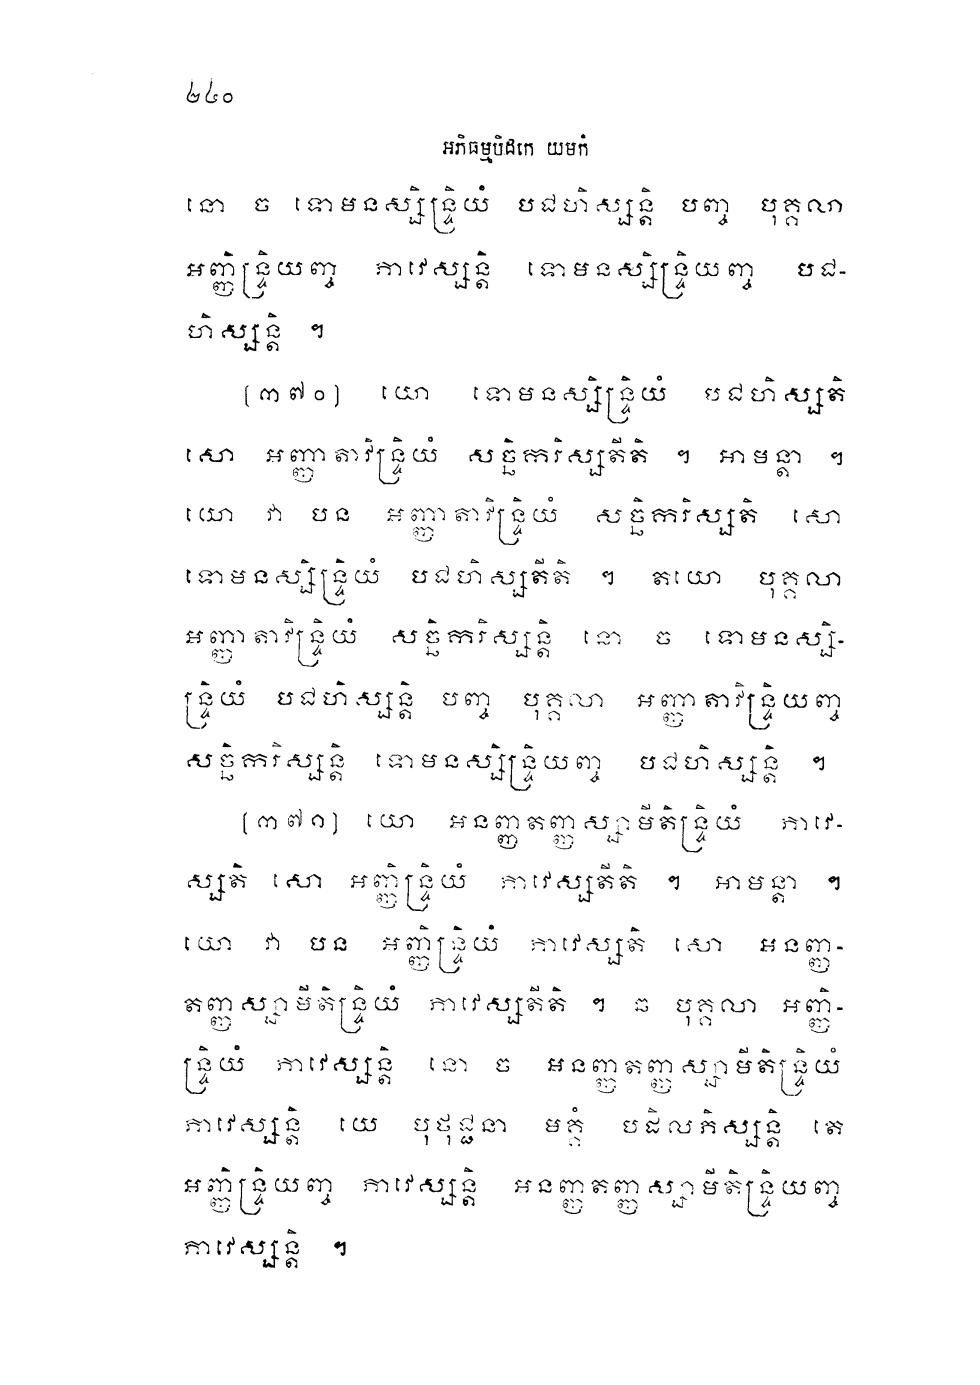 ២៤០
អភិធម្មបិដកេ យមកំ
នោ ច ទោមនស្សិន្ទ្រិយំ បជហិស្សន្តិ បញ្ច បុគ្គលា
អញ្ញិន្ទ្រិយញ្ច ភាវេស្សន្តិ ទោមនស្សិន្ទ្រិយញ្ច បជ-
ហិស្សន្តិ ។
(៣៧០) យោ ទោមនស្សិន្ទ្រិយំ បជហិស្សតិ
សោ អញ្ញាតាវិន្ទ្រិយំ សច្ឆិករិស្សតីតិ ។ អាមន្តា ។
យោ វា បន អញ្ញាតាវិន្ទ្រិយំ សច្ឆិករិស្សតិ សោ
ទោមនស្សិន្ទ្រិយំ បជហិស្សតីតិ ។ តយោ បុគ្គលា
អញ្ញាតាវិន្ទ្រិយំ សច្ឆិករិស្សន្តិ នោ ច ទោមនស្សិ-
ន្ទ្រិយំ បជហិស្សន្តិ បញ្ច បុគ្គលា អញ្ញាតាវិន្ទ្រិយញ្ច
សច្ឆិករិស្សន្តិ ទោមនស្សិន្ទ្រិយញ្ច បជហិស្សន្តិ ។
(៣៧១) យោ អនញ្ញតញ្ញស្សាមីតិន្ទ្រិយំ ភាវេ-
ស្សតិ សោ អញ្ញិន្ទ្រិយំ ភាវេស្សតីតិ ។ អាមន្តា ។
យោ វា បន អញ្ញិន្ទ្រិយំ ភាវេស្សតិ សោ អនញ្ញ-
តញ្ញស្សាមីតិន្ទ្រិយំ ភាវេស្សតីតិ ។ ឆ បុគ្គលា អញ្ញិ-
ន្ទ្រិយំ ភាវេស្សន្តិ នោ ច អនញ្ញតញ្ញស្សាមីតិន្ទ្រិយំ
ភាវេស្សន្តិ យេ បុថុជ្ជនា មគ្គំ បដិលភិស្សន្តិ តេ
អញ្ញិន្ទ្រិយញ្ច ភាវេស្សន្តិ អនញ្ញតញ្ញស្សាមីតិន្ទ្រិយញ្ច
ភាវេស្សន្តិ ។